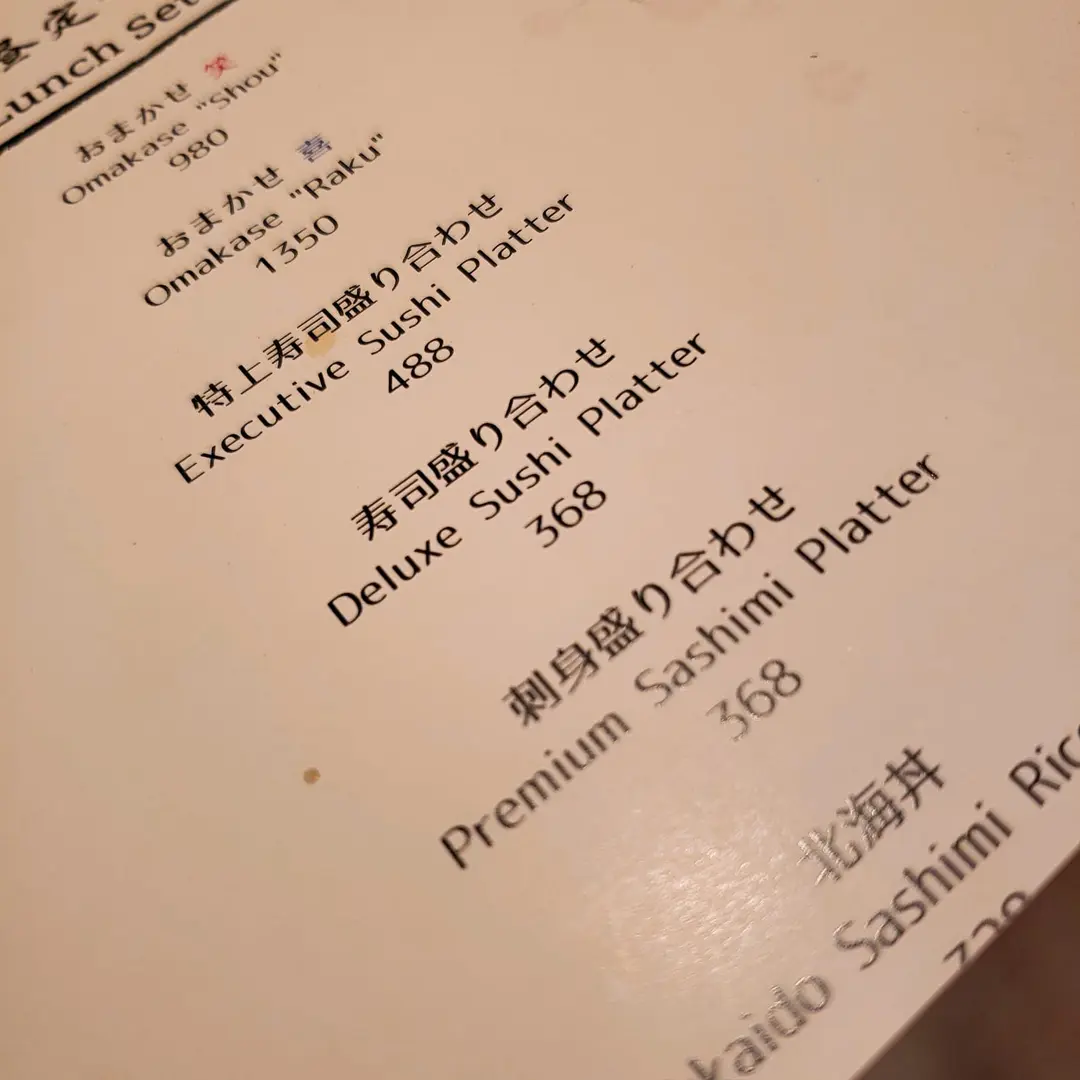 昼定
Lunch Set
おまかせ 笑
Omakase "Shou"
980
おまかせ 喜
Omakase "Raku"
1350
特上寿司盛り合わせ
Executive Sushi Platter
488
寿司盛り合わせ
Deluxe Sushi Platter
368
刺身盛り合わせ
Premium Sashimi Platter
368
北海丼
kaido Sashimi Ric